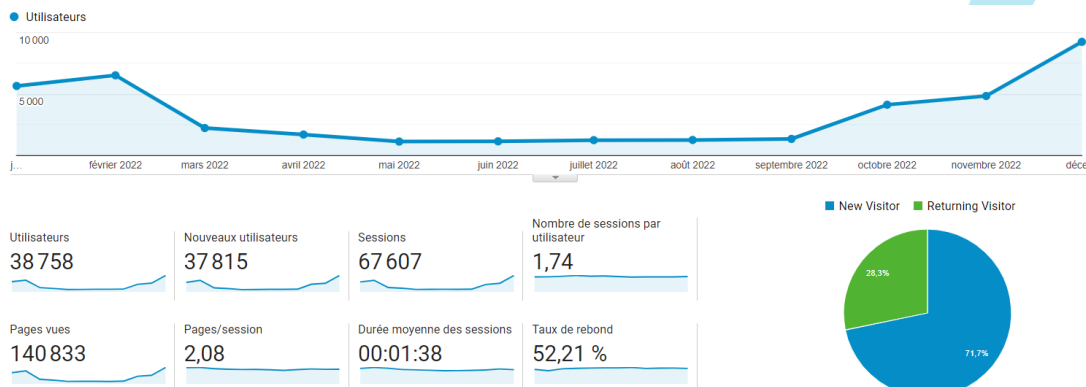 Utilisateurs
10 000
5 000
j...
février 2022
mars 2022
avril 2022
mai 2022
juin 2022
juillet 2022
août 2022
septembre 2022
octobre 2022
novembre 2022
déce
New Visitor
Returning Visitor
Utilisateurs
38 758
Nouveaux utilisateurs
37 815
Sessions
67 607
Nombre de sessions par
utilisateur
1,74
Pages vues
140 833
Pages/session
2,08
Durée moyenne des sessions
00:01:38
Taux de rebond
52,21 %
28,3%
71,7%